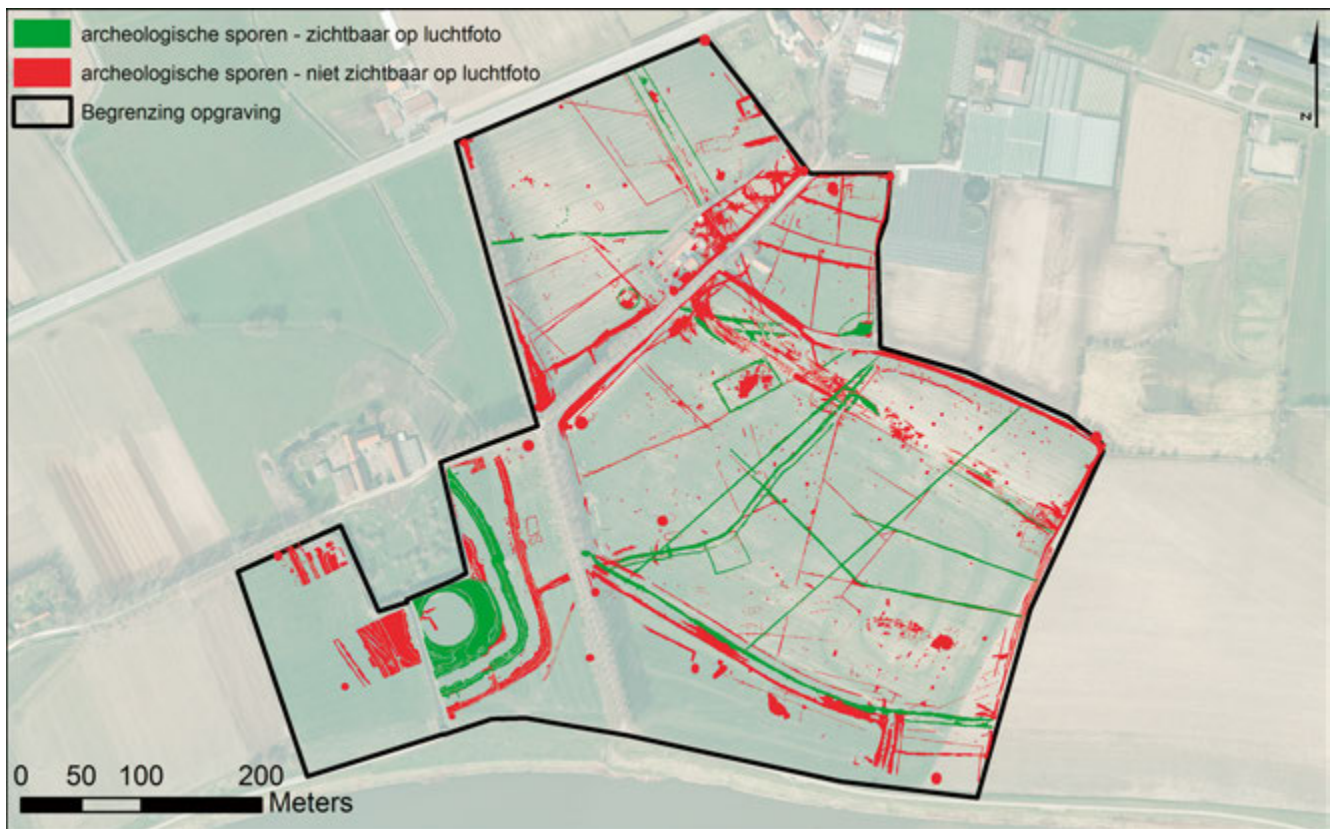 archeologische sporen - zichtbaar op luchtfoto
archeologische sporen - niet zichtbaar op luchtfoto
Begrenzing opgraving
N
0 50 100 200
Meters